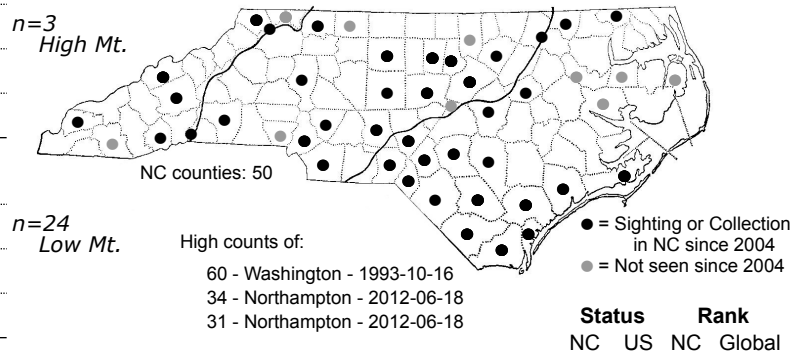 n=3
High Mt.
NC counties: 50
n=24
Low Mt.
High counts of:
60 - Washington - 1993-10-16
34 - Northampton - 2012-06-18
31 - Northampton - 2012-06-18
= Sighting or Collection
in NC since 2004
= Not seen since 2004
Status Rank
NC US NC Global